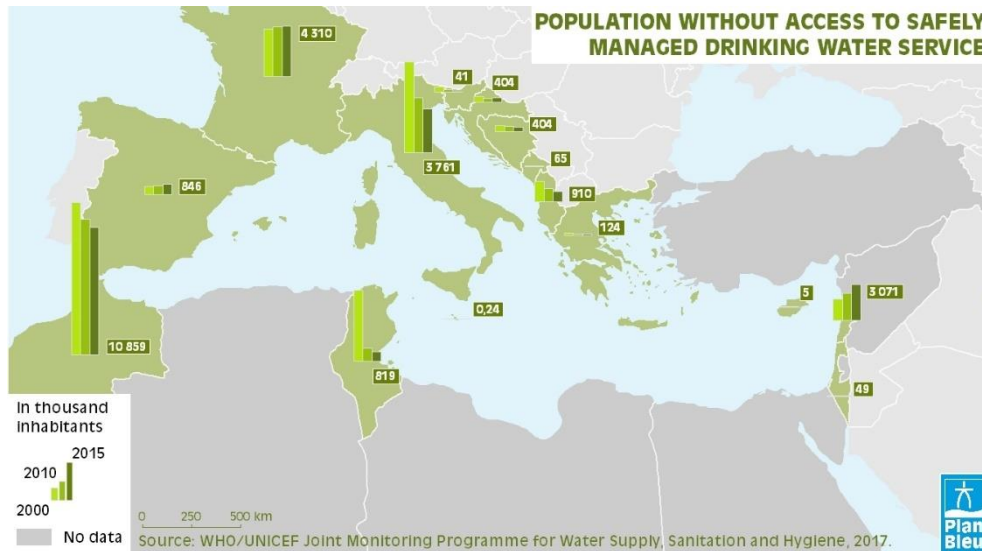 POPULATION WITHOUT ACCESS TO SAFELY
MANAGED DRINKING WATER SERVICE
4 310
41
404
404
3 761
65
846
910
124
0,24
5
3 071
10 859
819
49
In thousand
inhabitants
2015
2010
2000
No data
0 250 500 km
Source: WHO/UNICEF Joint Monitoring Programme for Water Supply, Sanitation and Hygiene, 2017.
Plan
Bleu